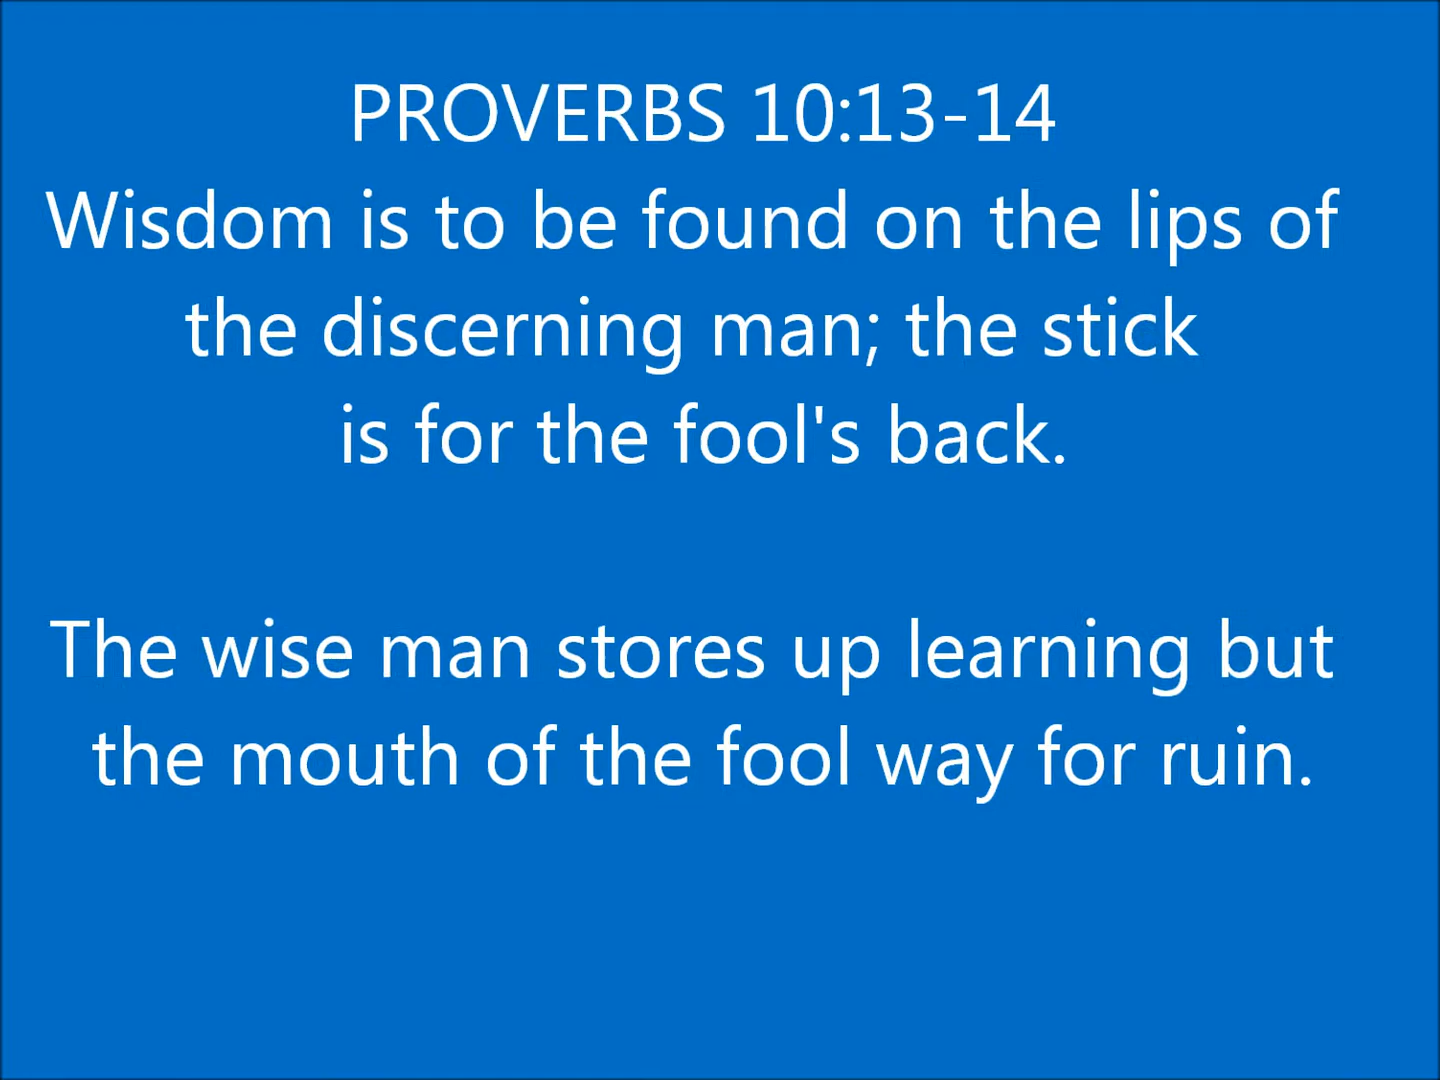 PROVERBS 10:13-14
Wisdom is to be found on the lips of
the discerning man; the stick
is for the fool's back.
The wise man stores up learning but
the mouth of the fool way for ruin.